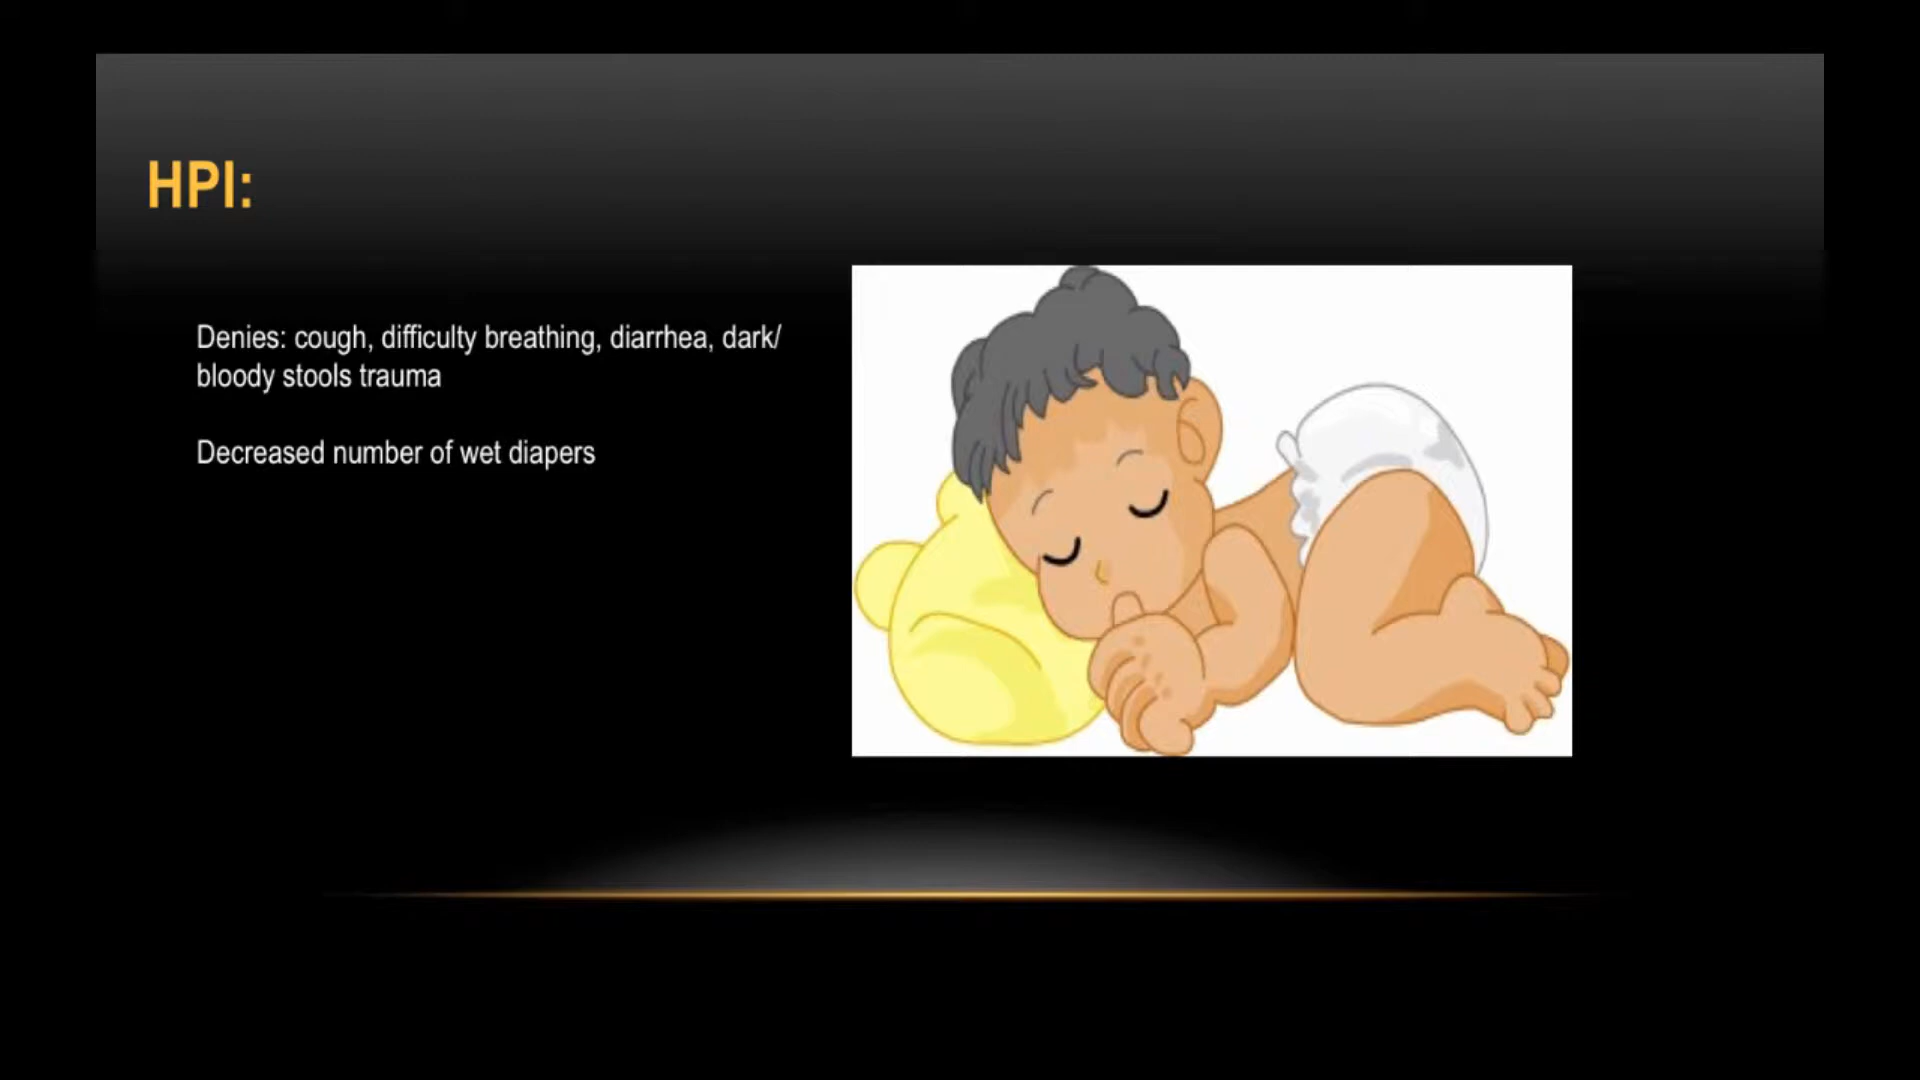 HPI:
Denies: cough, difficulty breathing, diarrhea, dark/
bloody stools trauma
Decreased number of wet diapers